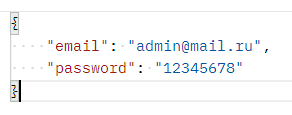 {
    "email": "admin@mail.ru",
    "password": "12345678"
}